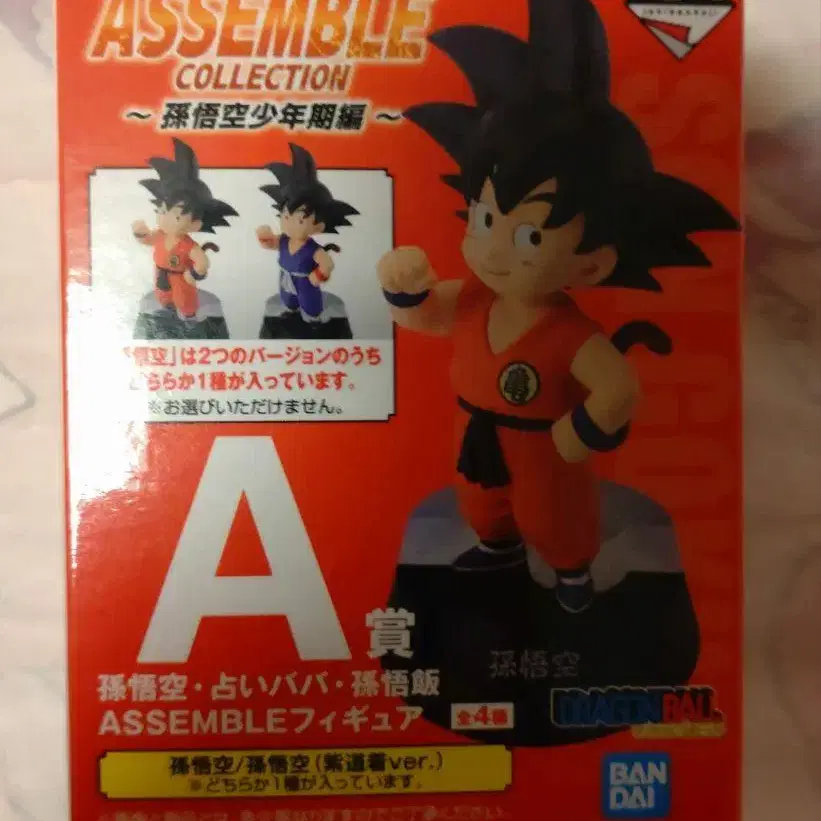 ASSEMBLE
COLLECTION
~ 孫悟空少年期編 ~
悟空」は2つのバージョンのうち
どちらか1種が入っています。
※お選びいただけません。
亀
A賞
孫悟空
孫悟空・占いババ・孫悟飯
ASSEMBLEフィギュア
全4種
DRAGONBALL
孫悟空/孫悟空(紫道着ver.)
※どちらか1種が入っています。
BAN
DAI